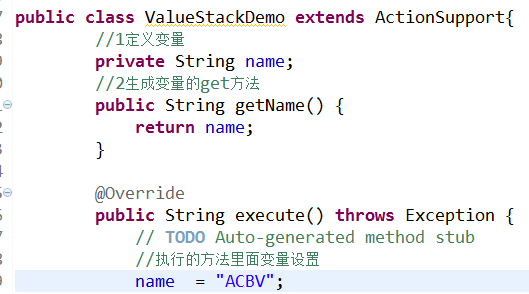 public class ValueStackDemo extends ActionSupport{
//1定义变量
private String name;
//2生成变量的get方法
public String getName() {
return name;
}
@Override
public String execute() throws Exception {
// TODO Auto-generated method stub
//执行的方法里面变量设置
name  = "ACBV";